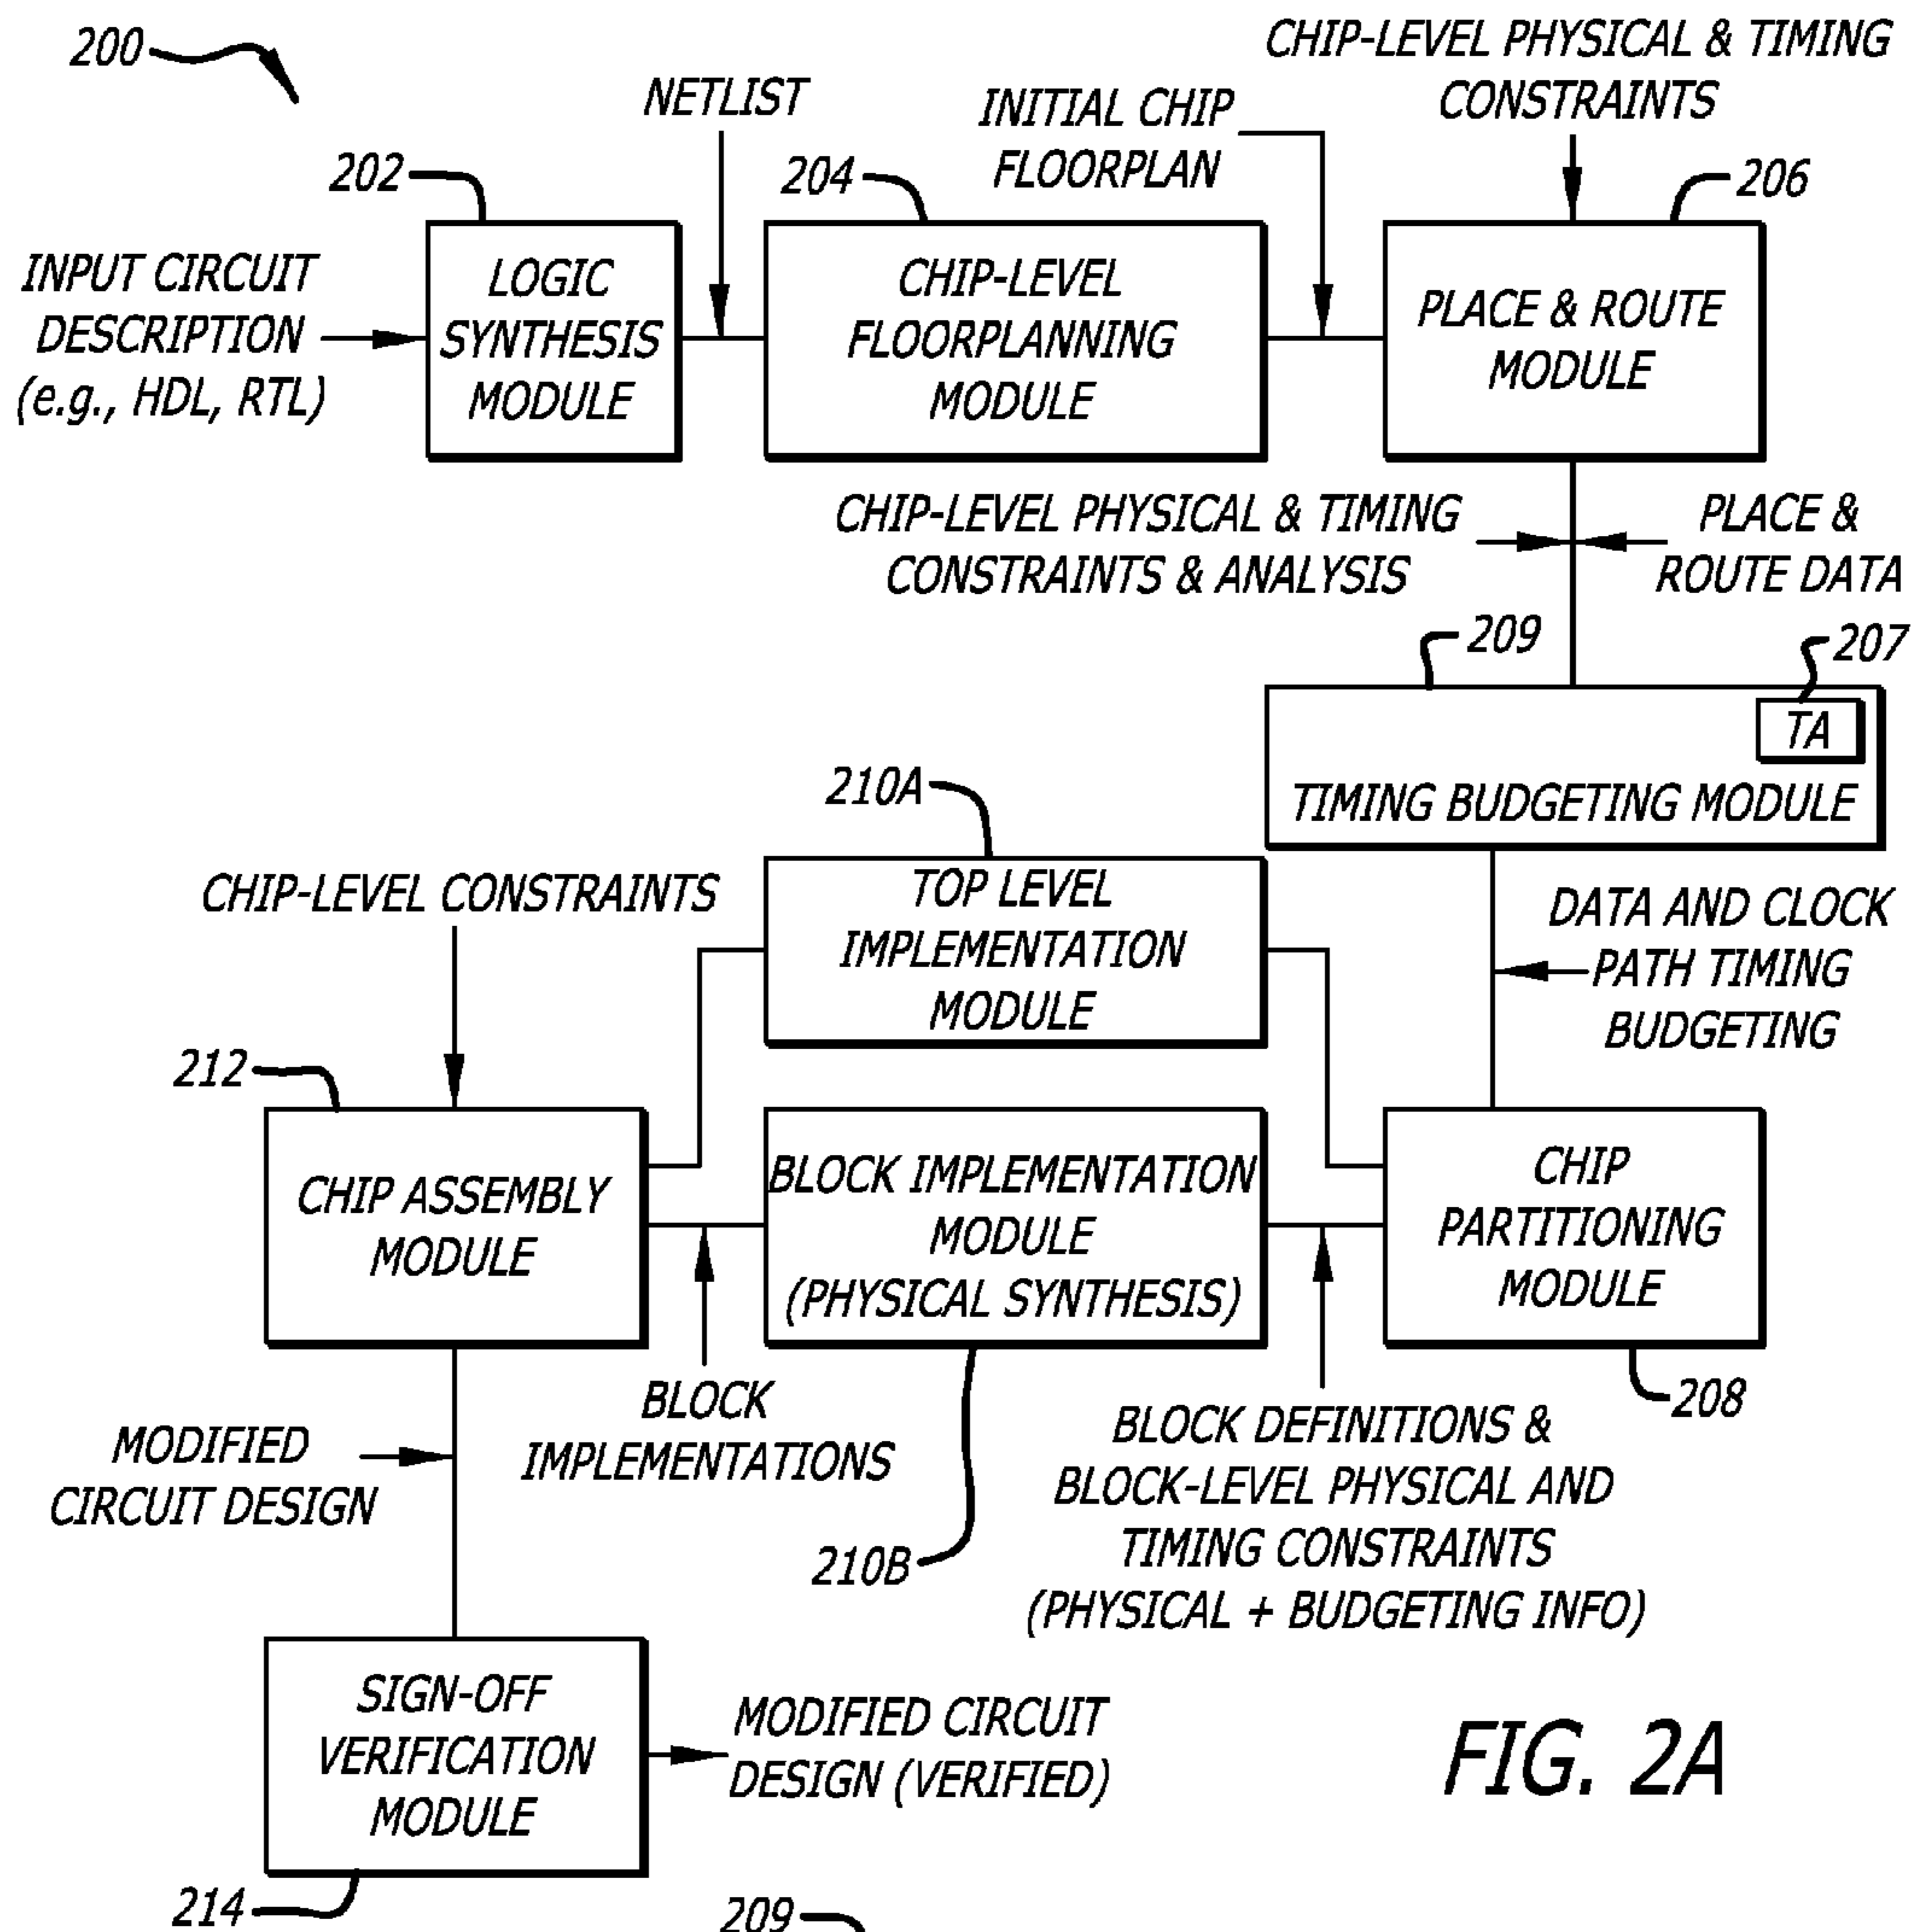 200
NETLIST
INITIAL CHIP
FLOORPLAN
CHIP-LEVEL PHYSICAL & TIMING
CONSTRAINTS
202
204
206
INPUT CIRCUIT
DESCRIPTION
(e.g., HDL, RTL)
LOGIC
SYNTHESIS
MODULE
CHIP-LEVEL
FLOORPLANNING
MODULE
PLACE & ROUTE
MODULE
CHIP-LEVEL PHYSICAL & TIMING
CONSTRAINTS & ANALYSIS
PLACE &
ROUTE DATA
209
207
TA
TIMING BUDGETING MODULE
210A
TOP LEVEL
IMPLEMENTATION
MODULE
CHIP-LEVEL CONSTRAINTS
DATA AND CLOCK
PATH TIMING
BUDGETING
212
CHIP ASSEMBLY
MODULE
BLOCK IMPLEMENTATION
MODULE
(PHYSICAL SYNTHESIS)
CHIP
PARTITIONING
MODULE
208
BLOCK
IMPLEMENTATIONS
MODIFIED
CIRCUIT DESIGN
210B
BLOCK DEFINITIONS &
BLOCK-LEVEL PHYSICAL AND
TIMING CONSTRAINTS
(PHYSICAL + BUDGETING INFO)
SIGN-OFF
VERIFICATION
MODULE
MODIFIED CIRCUIT
DESIGN (VERIFIED)
FIG. 2A
214
209